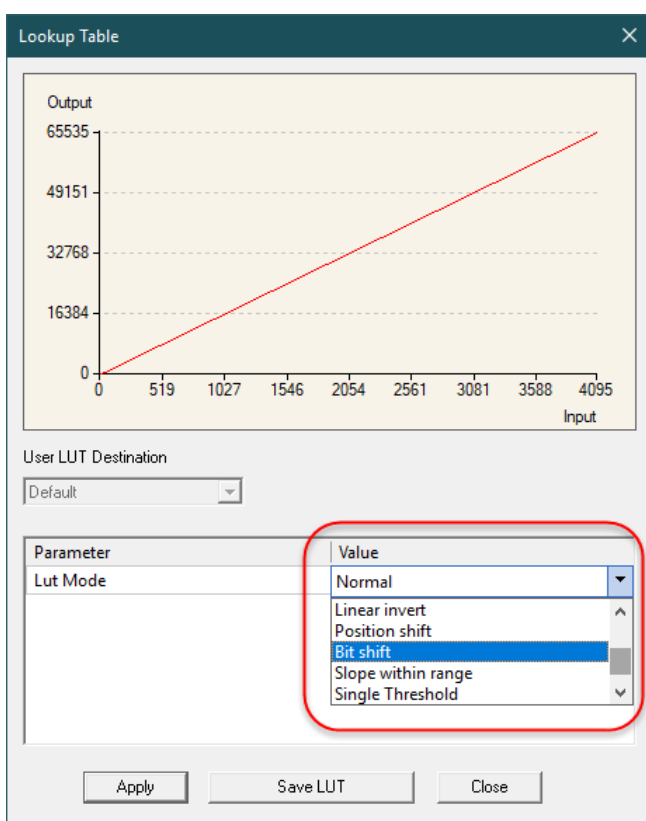 Lookup Table
Output
65535
49151
32768
16384
0
0 519 1027 1546 2054 2561 3081 3588 4095
Input
User LUT Destination
Default
Parameter Value
Lut Mode Normal
Linear invert
Position shift
Bit shift
Slope within range
Single Threshold
Apply Save LUT Close